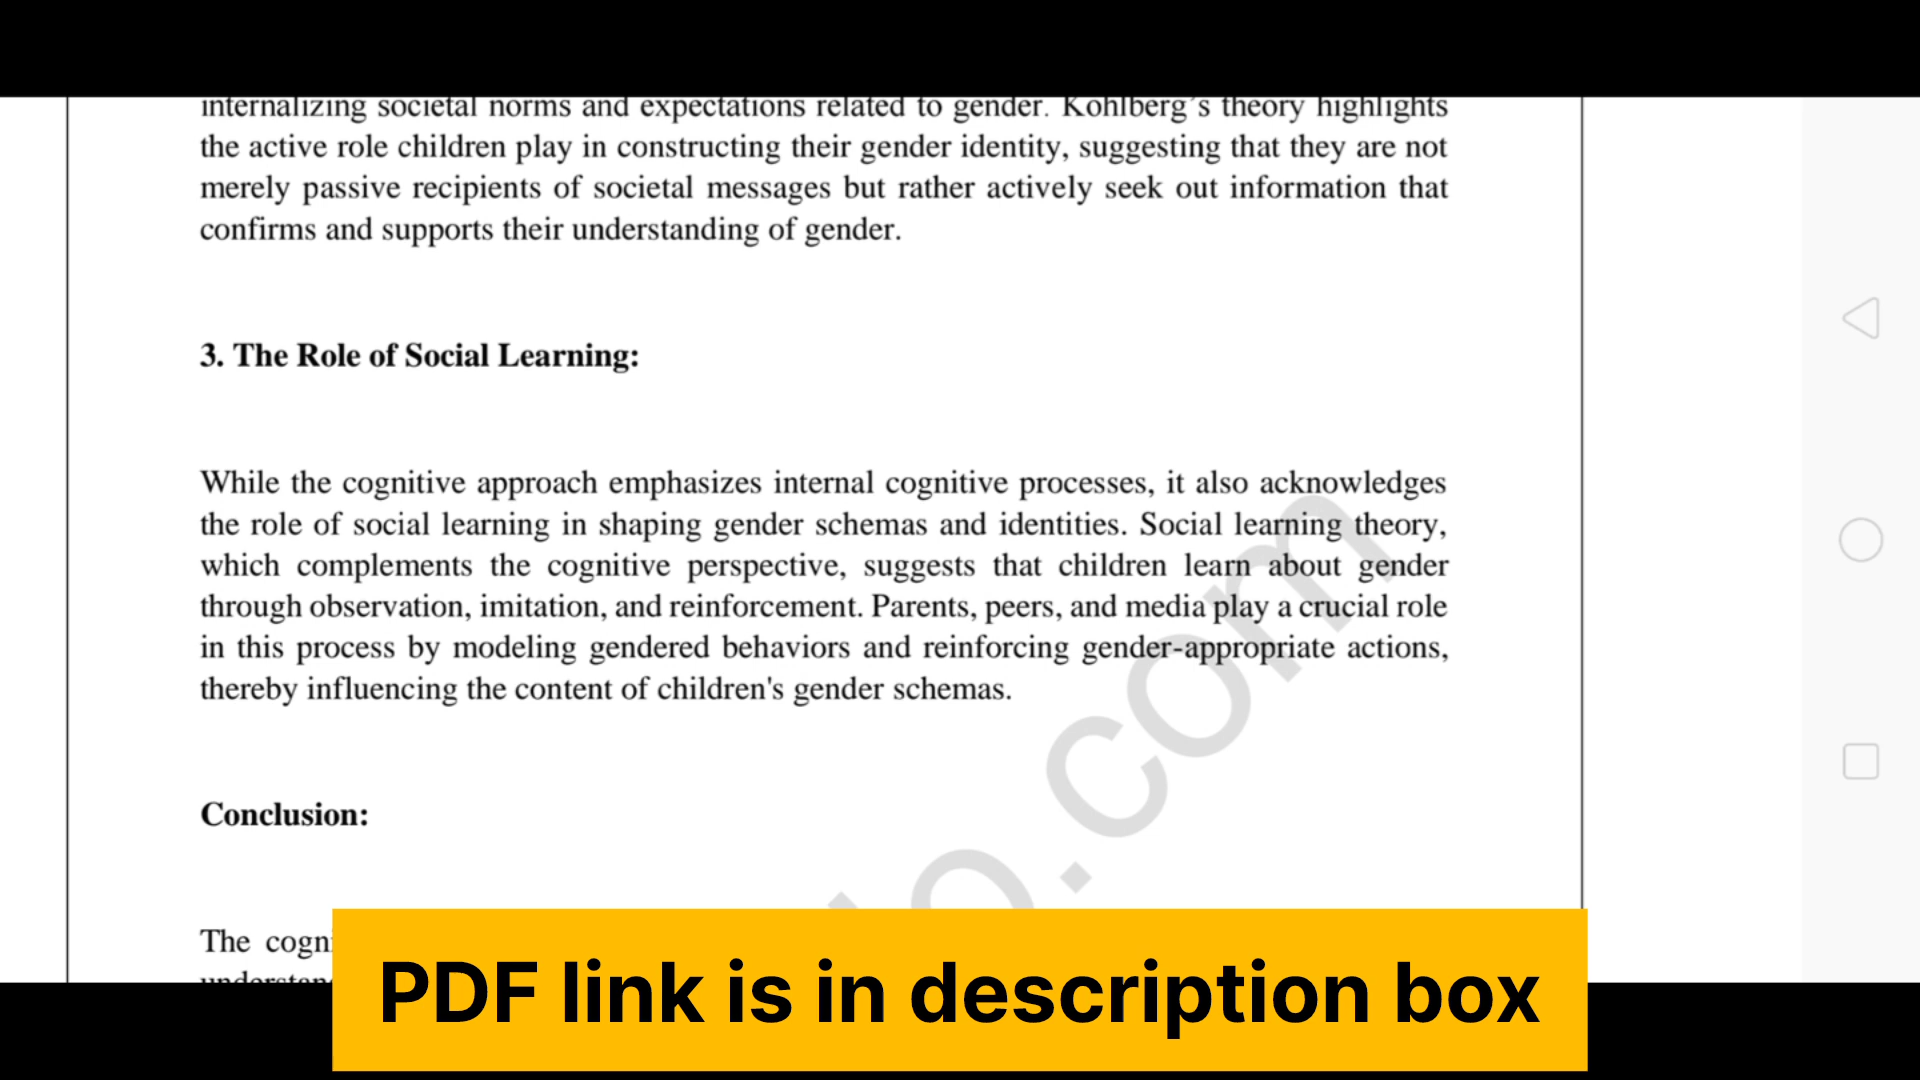 internalizing societal norms and expectations related to gender. Kohlberg's theory highlights
the active role children play in constructing their gender identity, suggesting that they are not
merely passive recipients of societal messages but rather actively seek out information that
confirms and supports their understanding of gender.
3. The Role of Social Learning:
While the cognitive approach emphasizes internal cognitive processes, it also acknowledges
the role of social learning in shaping gender schemas and identities. Social learning theory,
which complements the cognitive perspective, suggests that children learn about gender
through observation, imitation, and reinforcement. Parents, peers, and media play a crucial role
in this process by modeling gendered behaviors and reinforcing gender-appropriate actions,
thereby influencing the content of children's gender schemas.
Conclusion:
The
PDF link is in description box